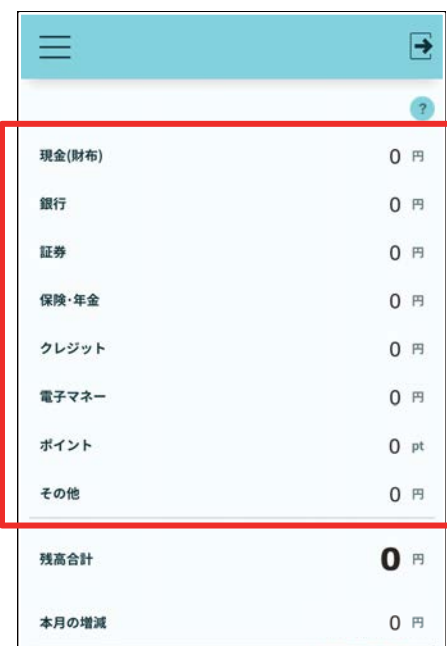 ?
現金(財布) 0 円
銀行 0 円
証券 0 円
保険・年金 0 円
クレジット 0 円
電子マネー 0 円
ポイント 0 pt
その他 0 円
残高合計 0 円
本月の増減 0 円